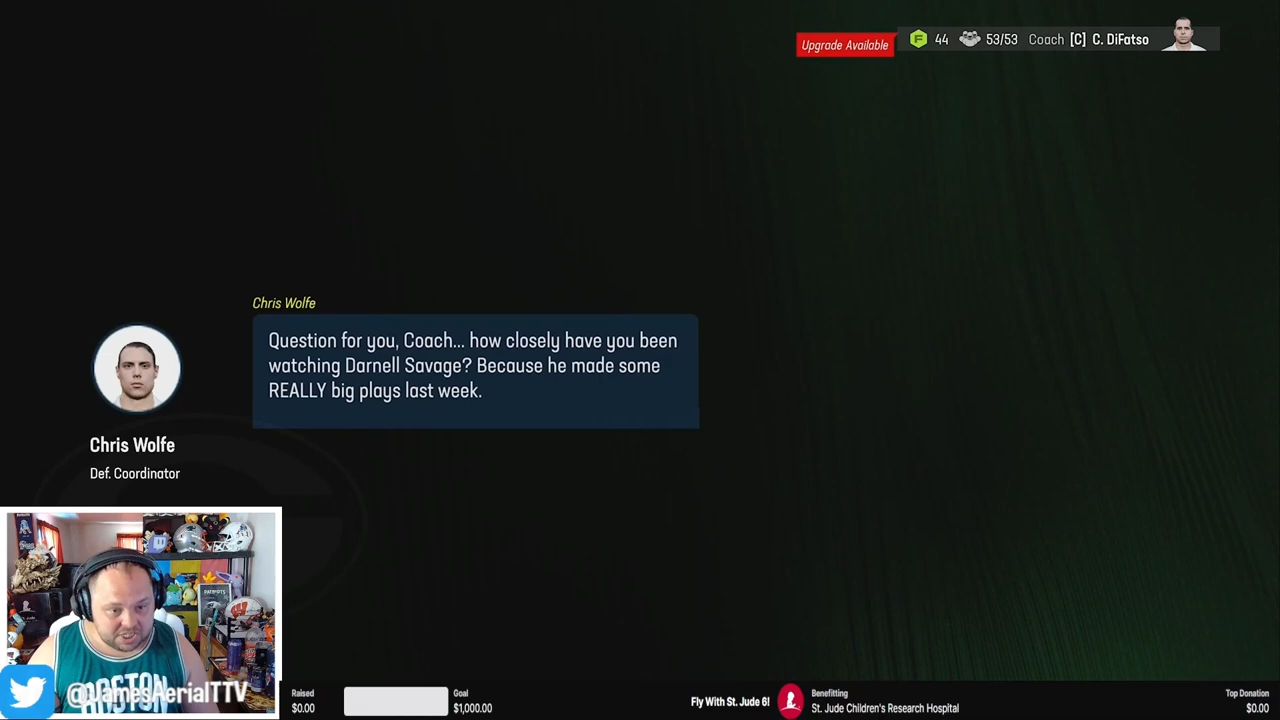 Upgrade Available
44
53/53
Coach [C] C. DiFatso
Chris Wolfe
Question for you, Coach... how closely have you been
watching Darnell Savage? Because he made some
REALLY big plays last week.
Chris Wolfe
Def. Coordinator
PATRIOTS
BOSTON
@JamesAerialTTV
Raised
$0.00
Goal
$1,000.00
Fly With St. Jude 6!
Benefitting
St. Jude Children's Research Hospital
Top Donation
$0.00